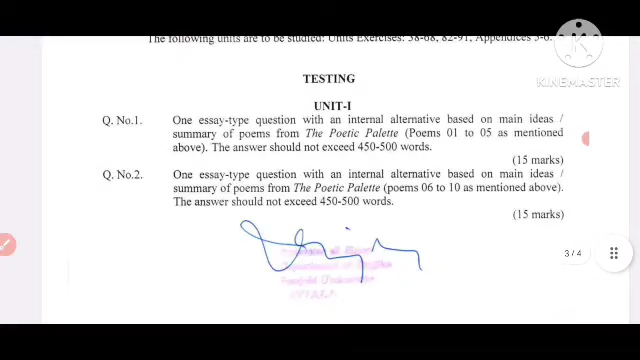 The following units are to be studied: Units Exercises: 58-68, 82-91, Appendices 5-6.
KINEMASTER
TESTING
UNIT-I
Q. No.1. One essay-type question with an internal alternative based on main ideas /
summary of poems from The Poetic Palette (Poems 01 to 05 as mentioned
above). The answer should not exceed 450-500 words.
(15 marks)
Q. No.2. One essay-type question with an internal alternative based on main ideas /
summary of poems from The Poetic Palette (poems 06 to 10 as mentioned above).
The answer should not exceed 450-500 words.
(15 marks)
3/4